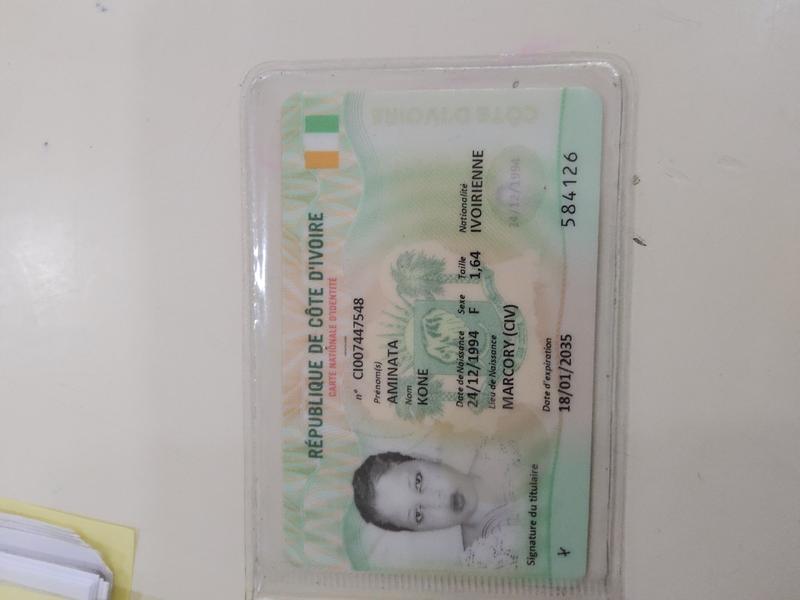 CÔTE D'IVOIRE
RÉPUBLIQUE DE CÔTE D'IVOIRE
CARTE NATIONALE D'IDENTITÉ
n° CI007447548
Prénom(s)
AMINATA
Nom
KONE
Date de Naissance Sexe Taille Nationalité
24/12/1994 F 1,64 IVOIRIENNE
Lieu de Naissance
MARCORY (CIV)
24/12/1994
Date d'expiration
18/01/2035
584126
Signature du titulaire